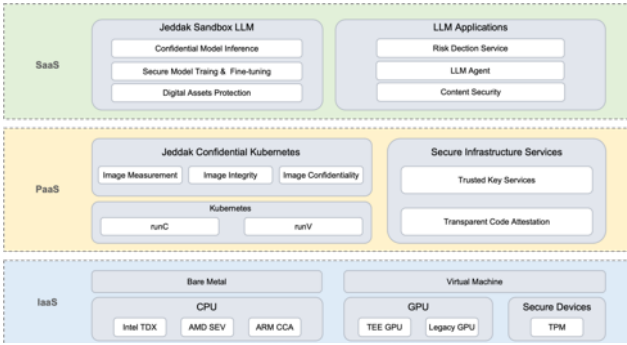 Jeddak Sandbox LLM
LLM Applications
SaaS
Confidential Model Inference
Secure Model Traing & Fine-tuning
Digital Assets Protection
Risk Dection Service
LLM Agent
Content Security
PaaS
Jeddak Confidential Kubernetes
Image Measurement
Image Integrity
Image Confidentiality
Kubernetes
runC
runV
Secure Infrastructure Services
Trusted Key Services
Transparent Code Attestation
IaaS
Bare Metal
Virtual Machine
CPU
Intel TDX
AMD SEV
ARM CCA
GPU
TEE GPU
Legacy GPU
Secure Devices
TPM